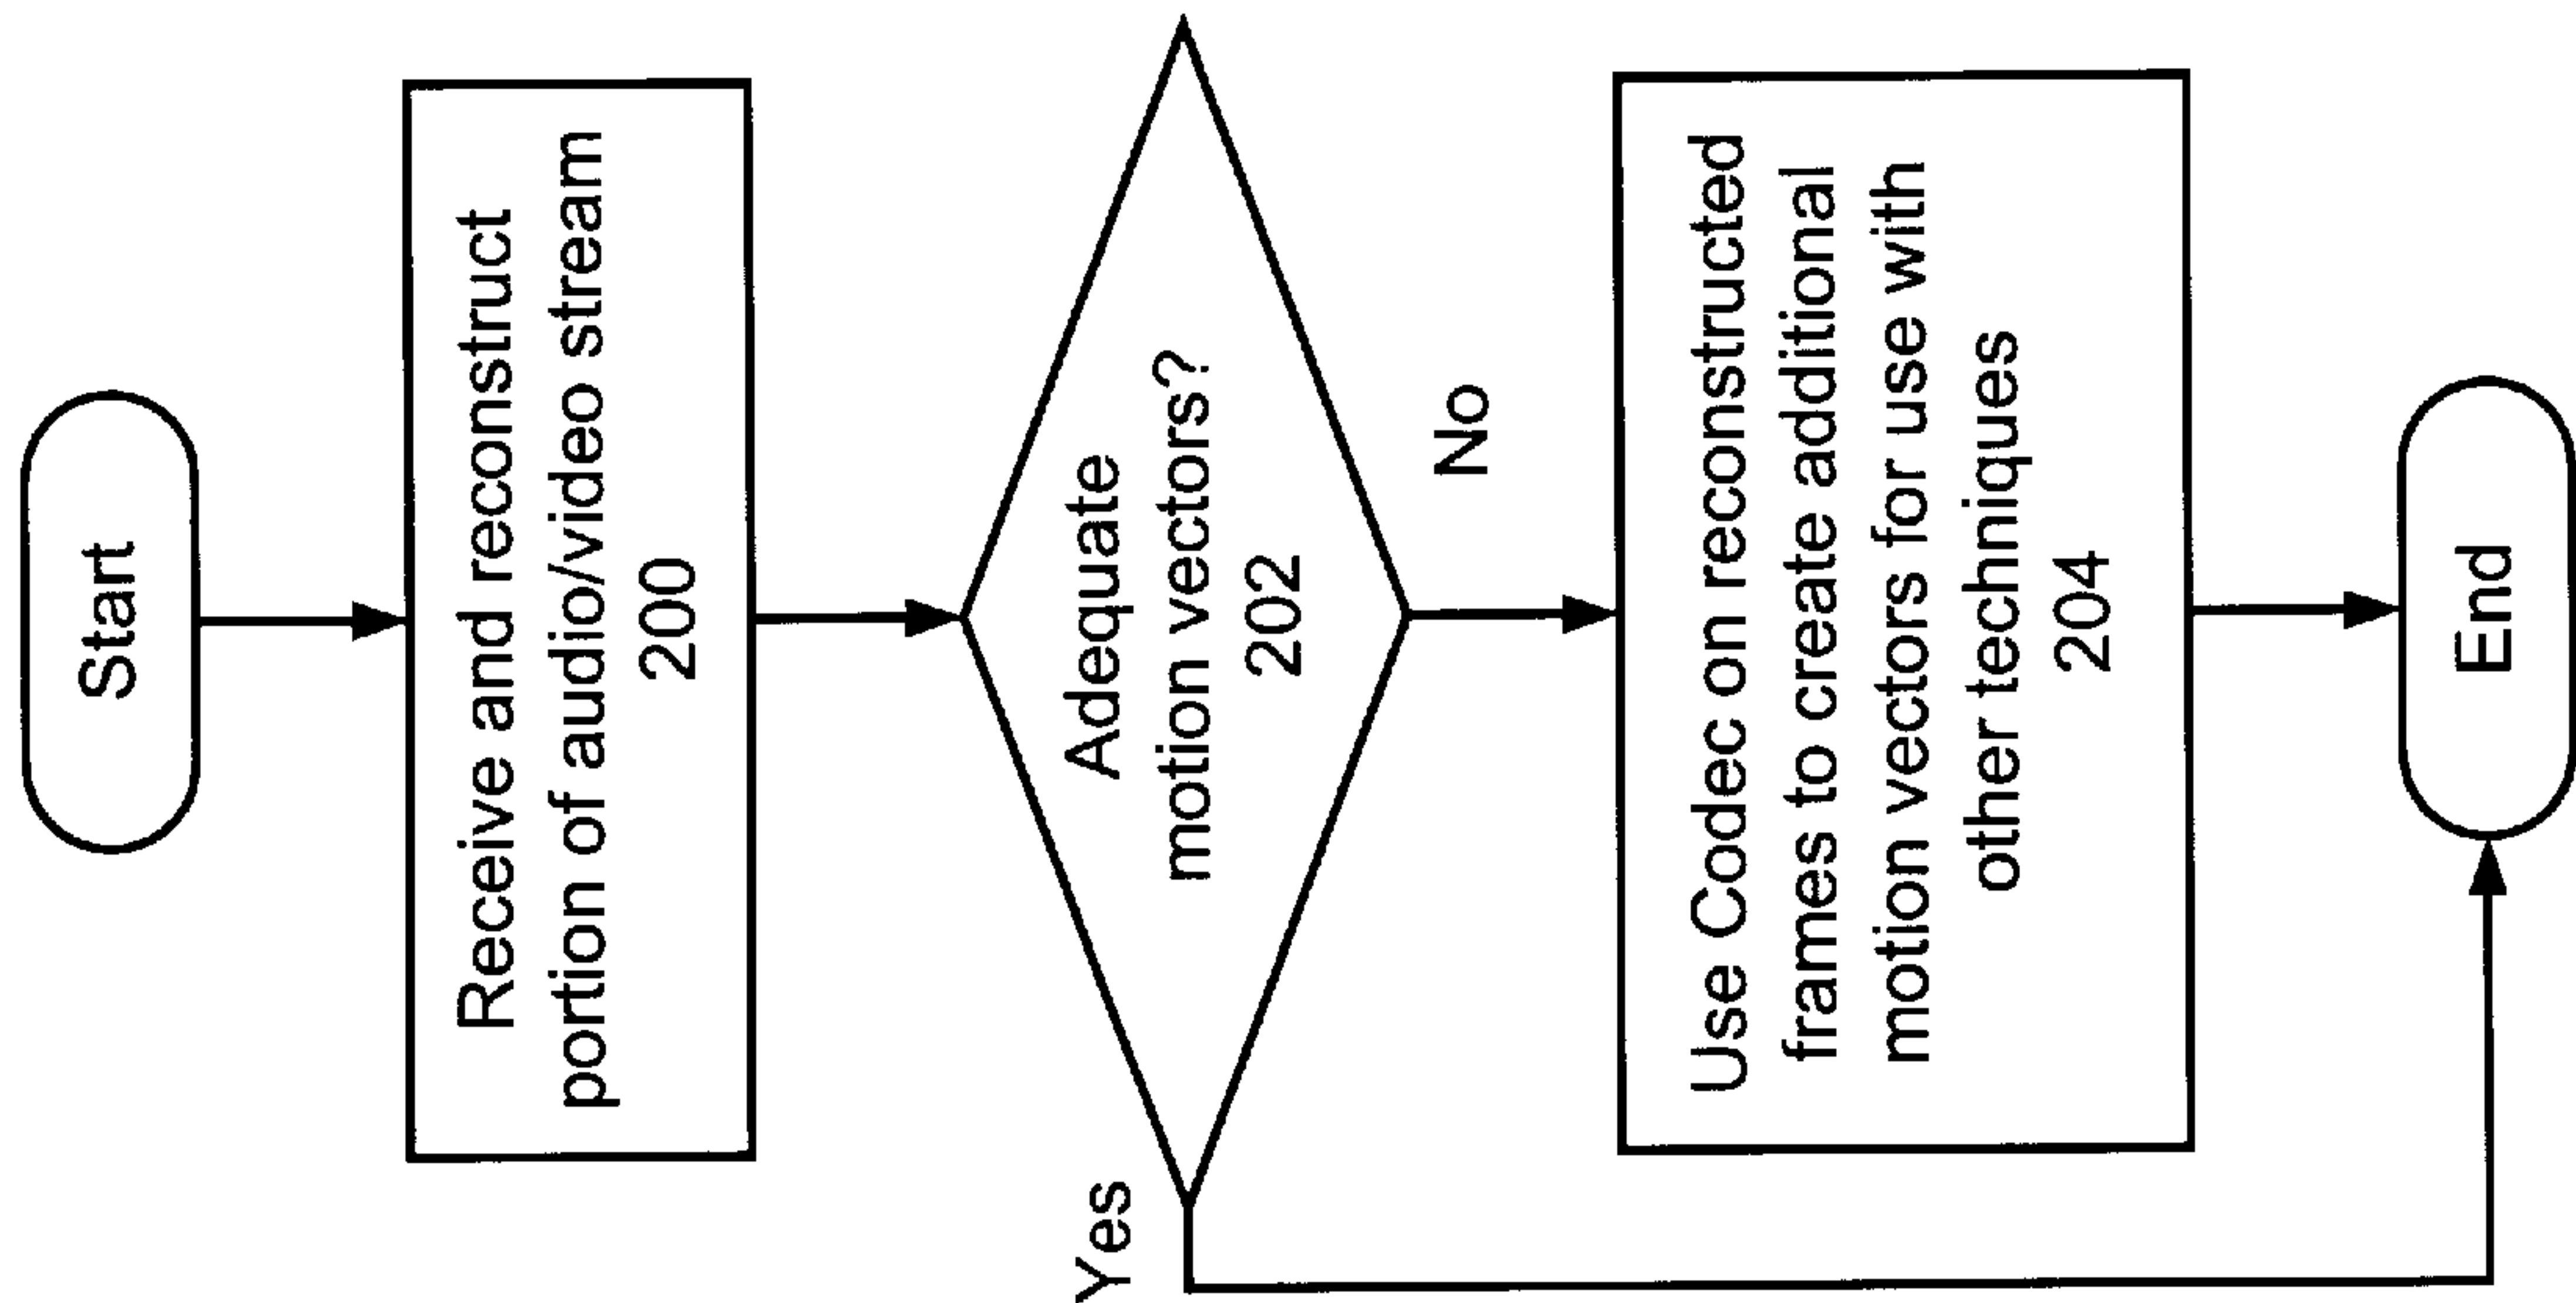 Start
Receive and reconstruct
portion of audio/video stream
200
Adequate
motion vectors?
202
Yes
No
Use Codec on reconstructed
frames to create additional
motion vectors for use with
other techniques
204
End